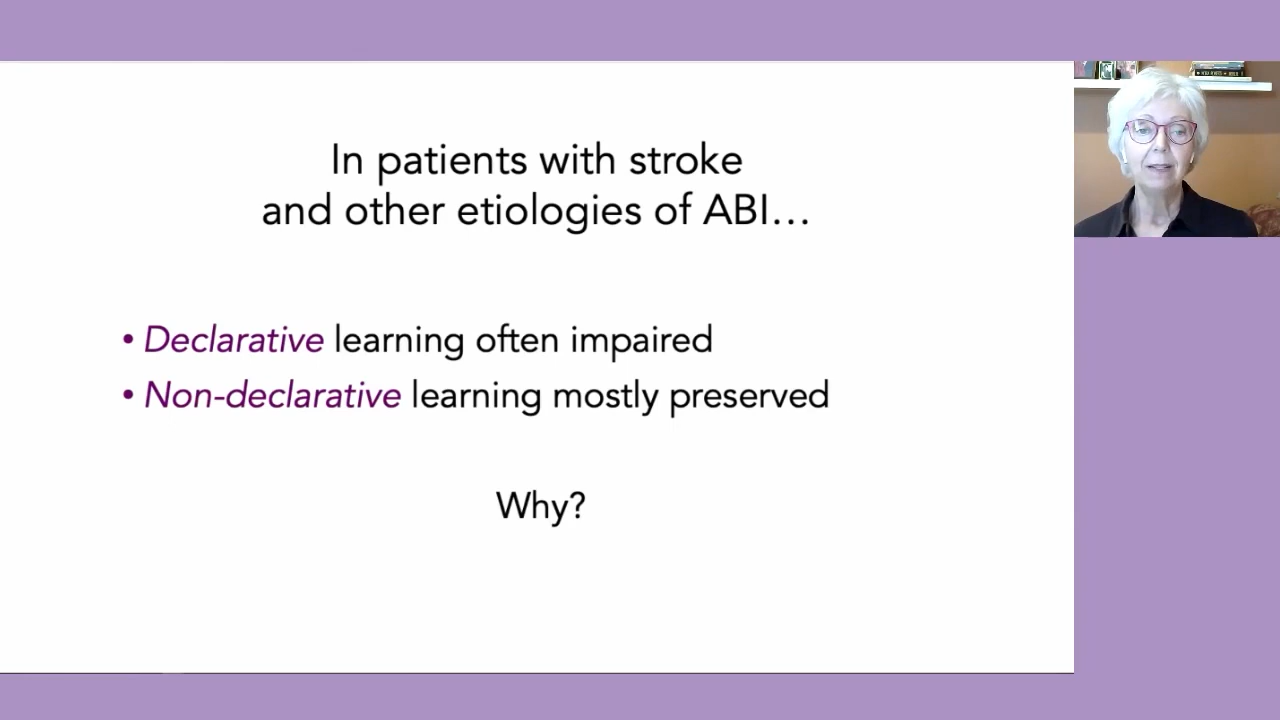 In patients with stroke
and other etiologies of ABI…
• Declarative learning often impaired
• Non-declarative learning mostly preserved
Why?